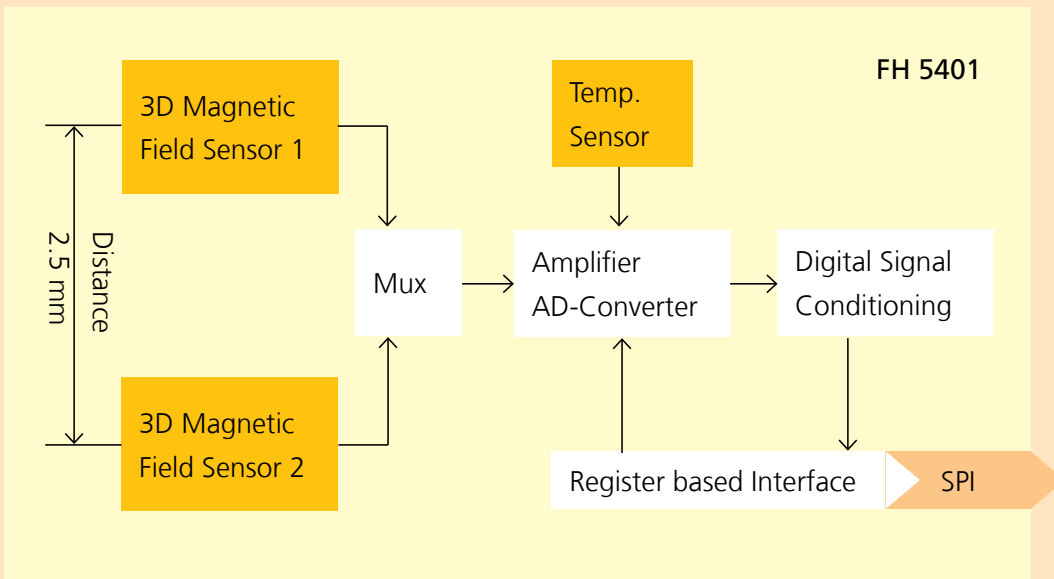 FH 5401
3D Magnetic
Field Sensor 1
Temp.
Sensor
Distance
2.5 mm
Mux
Amplifier
AD-Converter
Digital Signal
Conditioning
3D Magnetic
Field Sensor 2
Register based Interface
SPI